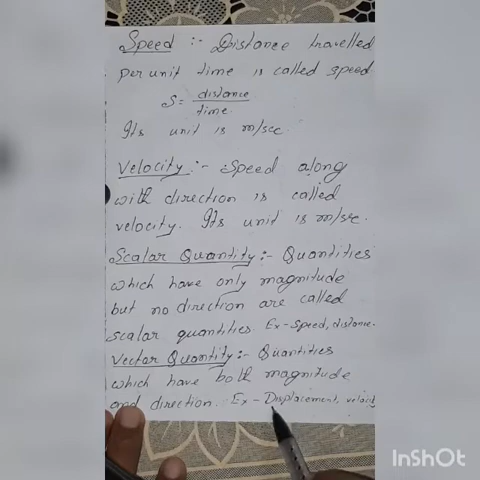 Speed :- Distance travelled
per unit time is called speed
S = distance
time
Its unit is m/sec.
Velocity :- Speed along
with direction is called
velocity. Its unit is m/sec.
Scalar Quantity :- Quantities
which have only magnitude
but no direction are called
scalar quantities Ex - Speed, distance.
Vector Quantity :- Quantities
which have both magnitude
and direction. Ex - Displacement, velocity
InShOt